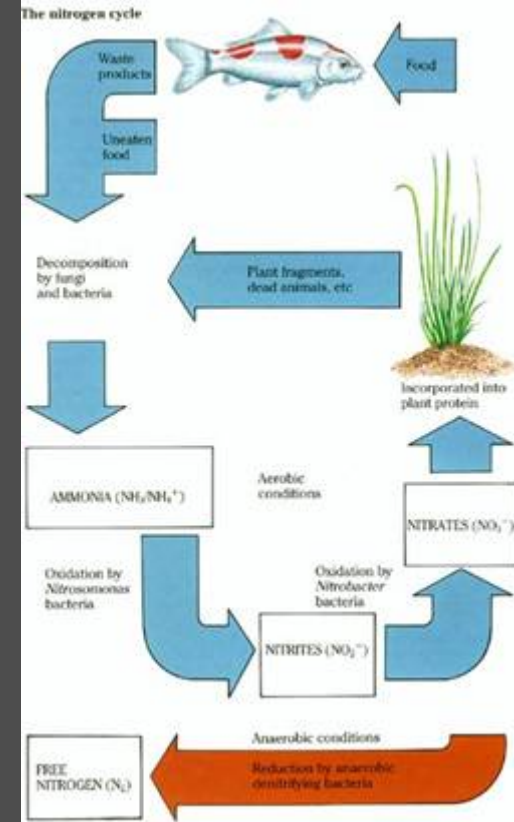 The nitrogen cycle
Waste
products
Food
Uneaten
food
Decomposition
by fungi
and bacteria
Plant fragments,
dead animals, etc
Incorporated into
plant protein
AMMONIA (NH₃/NH₄⁺)
Aerobic
conditions
NITRATES (NO₃⁻)
Oxidation by
Nitrosomonas
bacteria
Oxidation by
Nitrobacter
bacteria
NITRITES (NO₂⁻)
Anaerobic conditions
Reduction by anaerobic
denitrifying bacteria
FREE
NITROGEN (N₂)